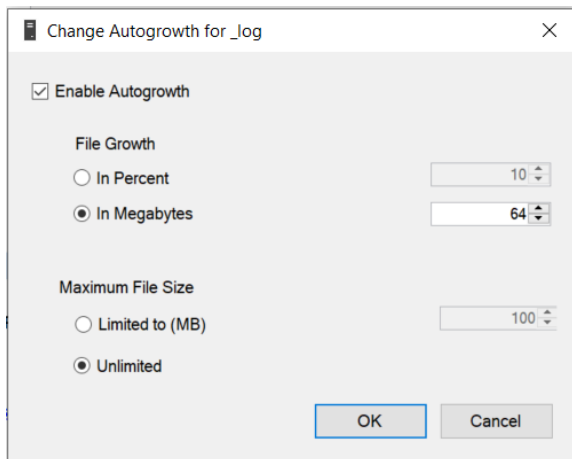 Change Autogrowth for _log
Enable Autogrowth
File Growth
In Percent
10
In Megabytes
64
Maximum File Size
Limited to (MB)
100
Unlimited
OK
Cancel